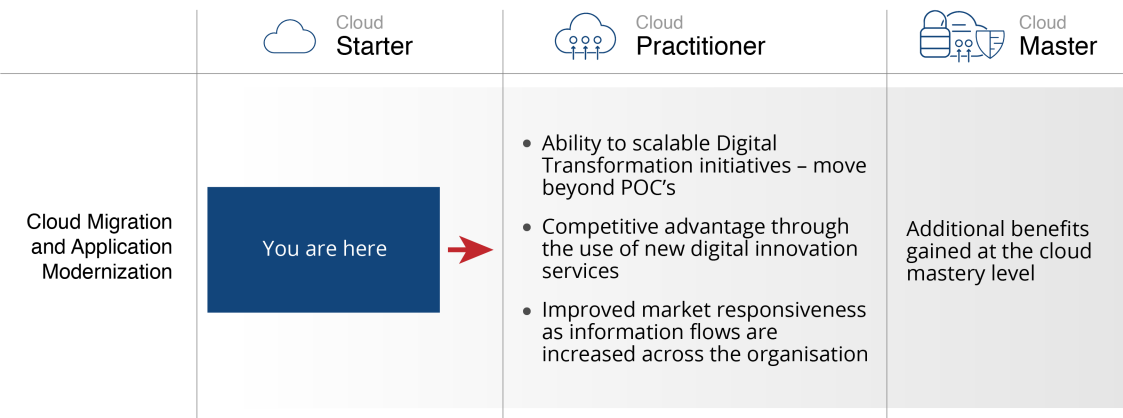 Cloud
Starter
Cloud
Practitioner
Cloud
Master
Cloud Migration
and Application
Modernization
You are here
• Ability to scalable Digital
Transformation initiatives – move
beyond POC’s
• Competitive advantage through
the use of new digital innovation
services
• Improved market responsiveness
as information flows are
increased across the organisation
Additional benefits
gained at the cloud
mastery level